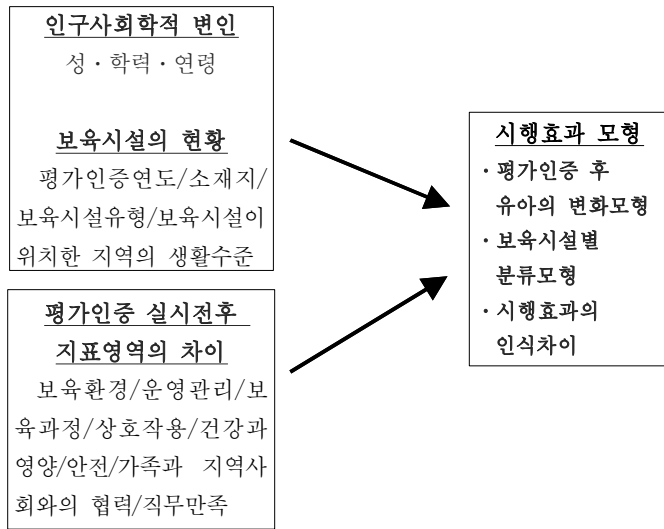 인구사회학적 변인
성·학력·연령
보육시설의 현황
평가인증연도/소재지/
보육시설유형/보육시설이
위치한 지역의 생활수준
평가인증 실시전후
지표영역의 차이
보육환경/운영관리/보
육과정/상호작용/건강과
영양/안전/가족과 지역사
회와의 협력/직무만족
시행효과 모형
·평가인증 후
유아의 변화모형
·보육시설별
분류모형
·시행효과의
인식차이